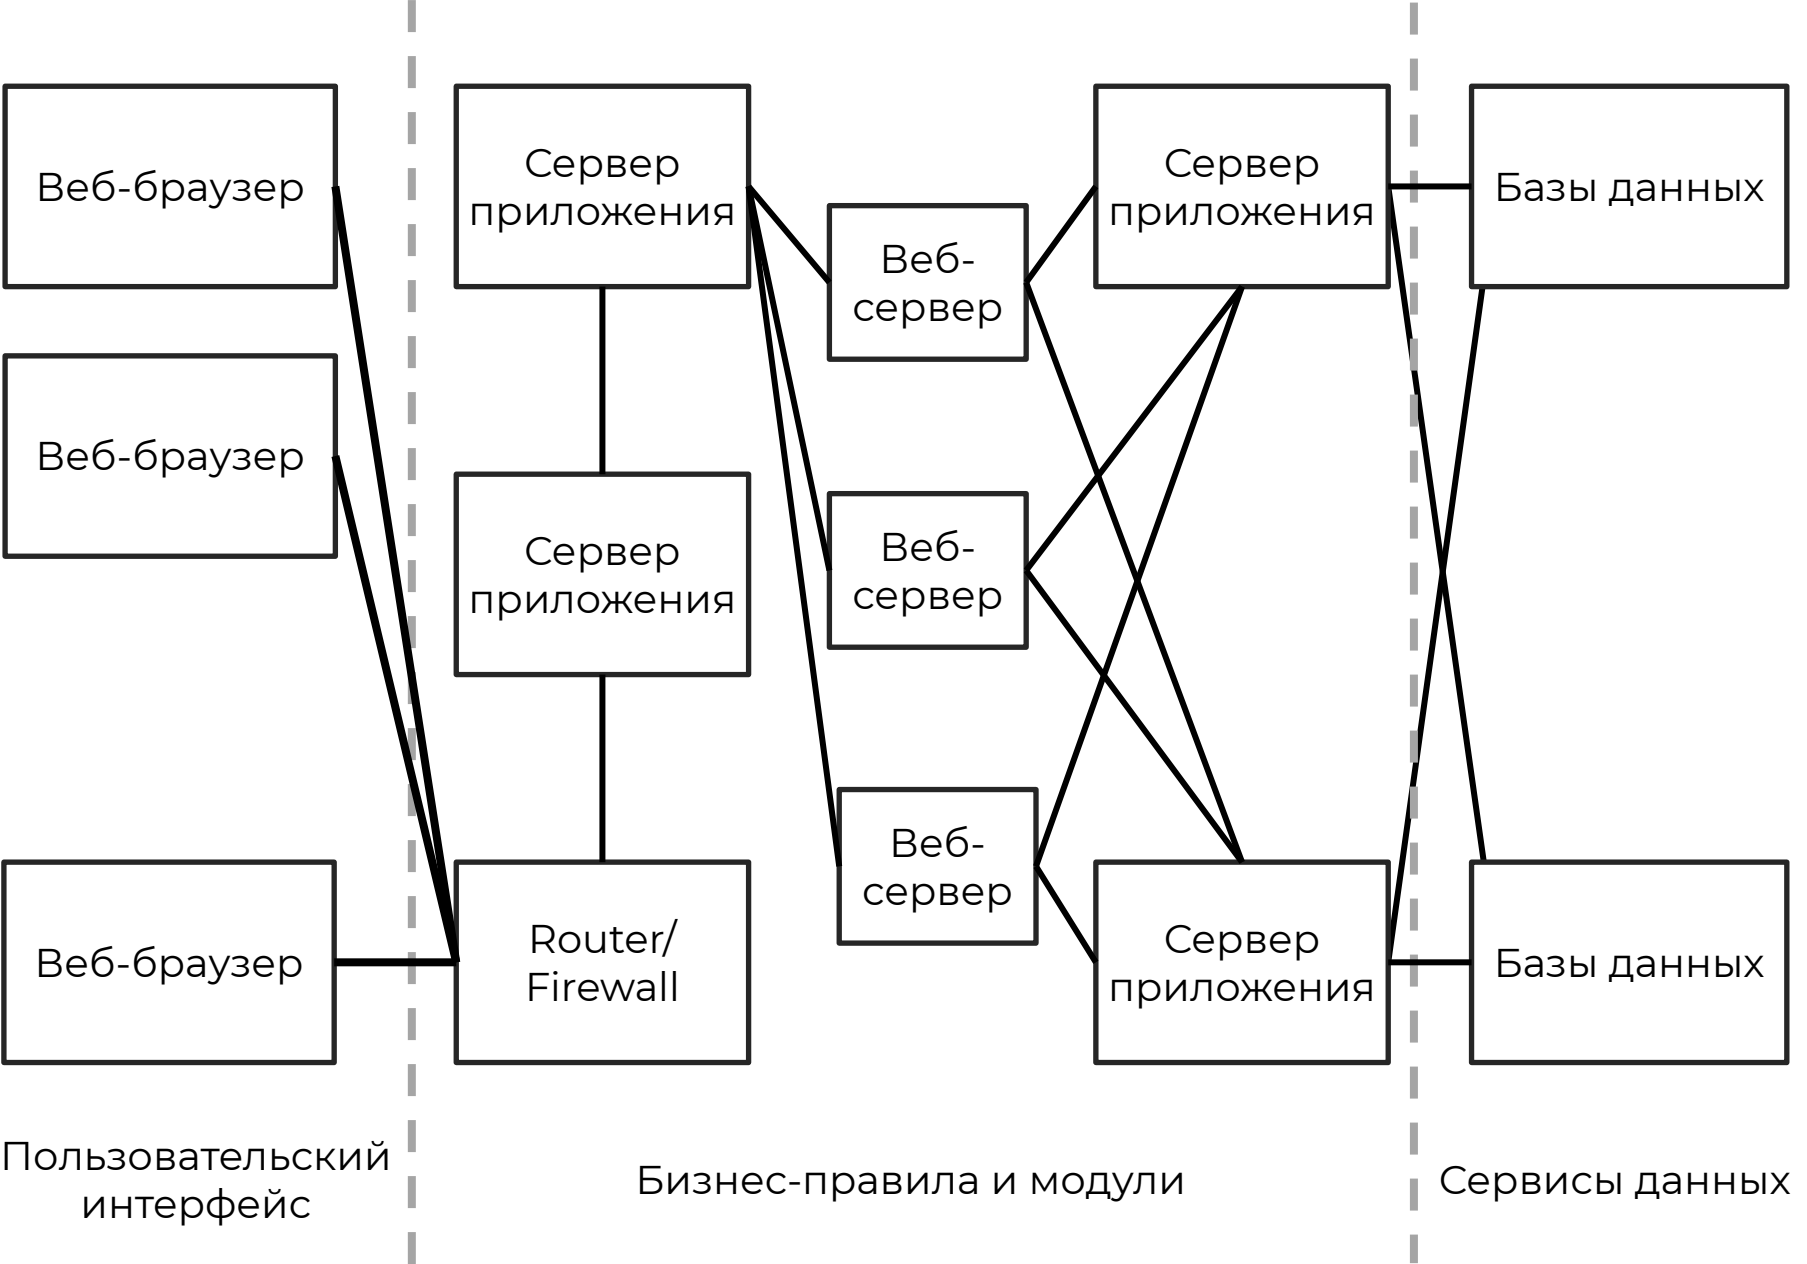 Веб-браузер
Веб-браузер
Веб-браузер
Сервер
приложения
Сервер
приложения
Router/
Firewall
Веб-
сервер
Веб-
сервер
Веб-
сервер
Сервер
приложения
Сервер
приложения
Базы данных
Базы данных
Пользовательский
интерфейс
Бизнес-правила и модули
Сервисы данных